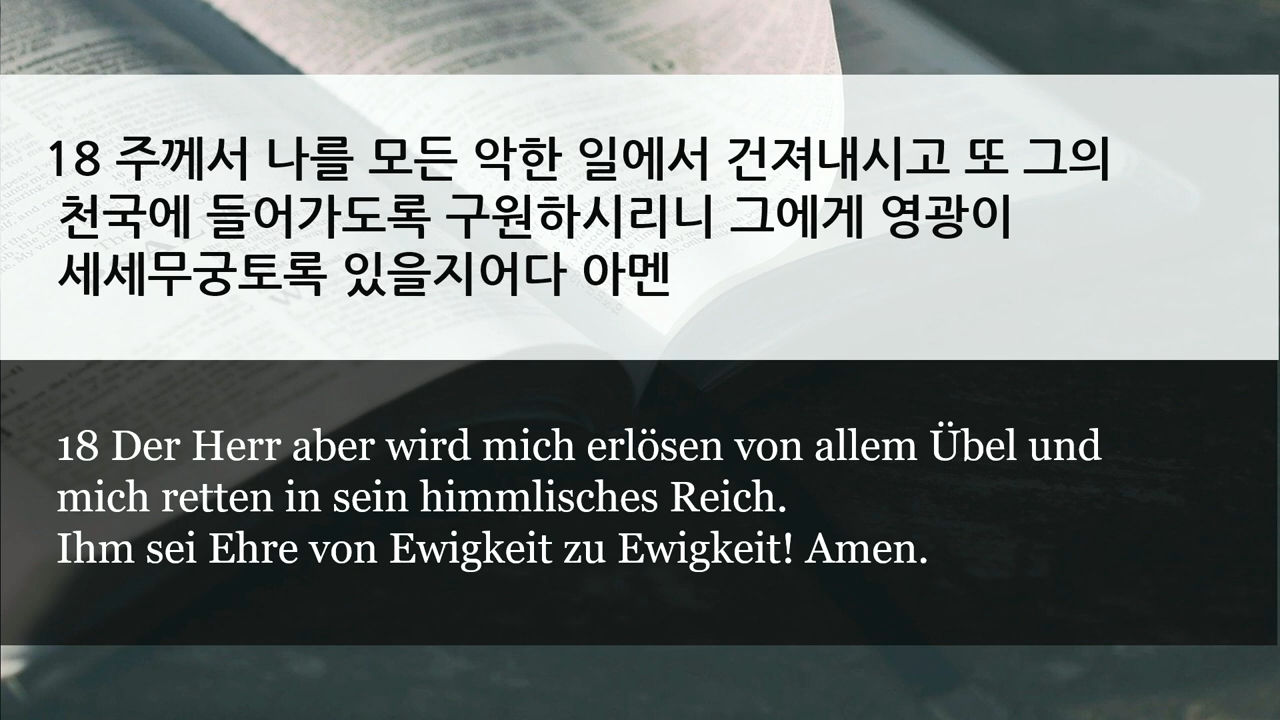 18 주께서 나를 모든 악한 일에서 건져내시고 또 그의
천국에 들어가도록 구원하시리니 그에게 영광이
세세무궁토록 있을지어다 아멘
18 Der Herr aber wird mich erlösen von allem Übel und
mich retten in sein himmlisches Reich.
Ihm sei Ehre von Ewigkeit zu Ewigkeit! Amen.